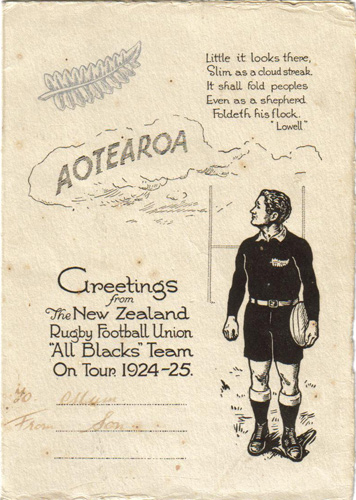 Little it looks there,
Slim as a cloud streak.
It shall fold peoples
Even as a shepherd
Foldeth his flock.
"Lowell"
AOTEAROA
Greetings
from
The New Zealand
Rugby Football Union
"All Blacks" Team
On Tour, 1924-25.
To
From Son